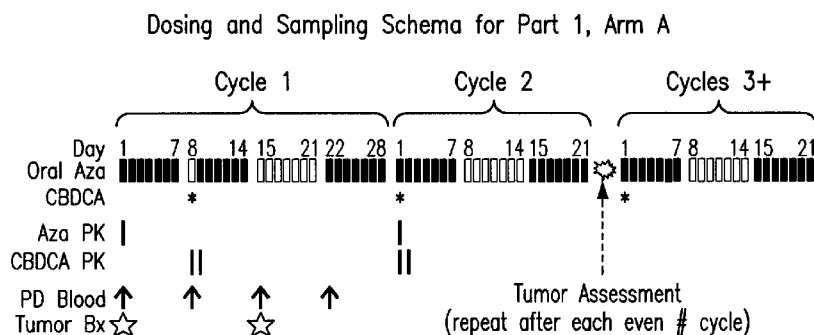 Dosing and Sampling Schema for Part 1, Arm A
Cycle 1 Cycle 2 Cycles 3+
Day 1 7 8 14 15 21 22 28 1 7 8 14 15 21 1 7 8 14 15 21
Oral Aza
CBDCA * * *
Aza PK
CBDCA PK
PD Blood
Tumor Bx
Tumor Assessment
(repeat after each even # cycle)